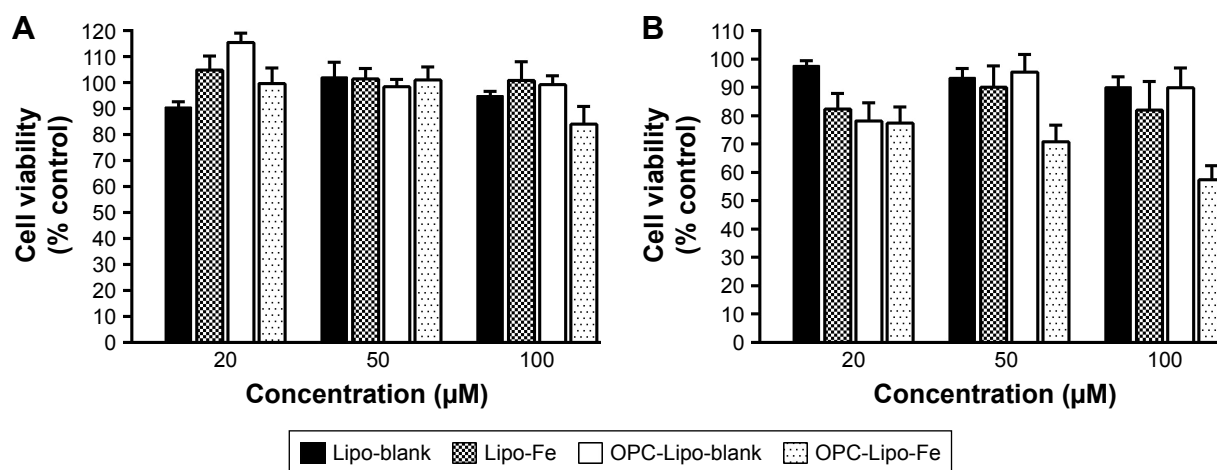 A
Cell viability
(% control)
120
110
100
90
80
70
60
50
40
30
20
10
0
20
50
100
Concentration (µM)
B
Cell viability
(% control)
110
100
90
80
70
60
50
40
30
20
10
0
20
50
100
Concentration (µM)
Lipo-blank
Lipo-Fe
OPC-Lipo-blank
OPC-Lipo-Fe